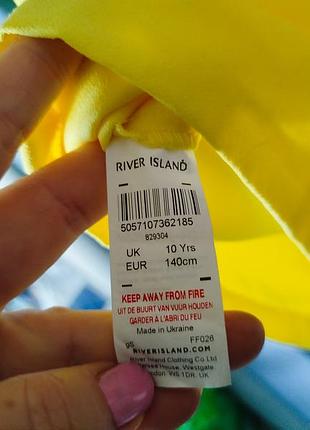 RIVER ISLAND
5057107362185
829304
UK 10 Yrs
EUR 140cm
KEEP AWAY FROM FIRE
UIT DE BUURT VAN VUUR HOUDEN
GARDER À L'ABRI DU FEU
Made in Ukraine
gs FF026
RIVERISLAND.COM
River Island Clothing Co Ltd
House, Westgate
London W5 1DR. UK